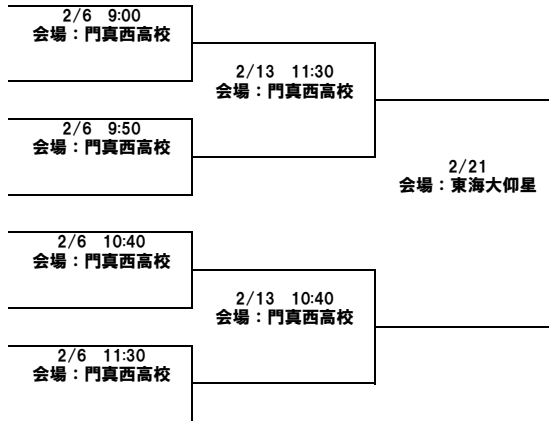 2/6 9:00
会場：門真西高校
2/13 11:30
会場：門真西高校
2/6 9:50
会場：門真西高校
2/21
会場：東海大仰星
2/6 10:40
会場：門真西高校
2/13 10:40
会場：門真西高校
2/6 11:30
会場：門真西高校